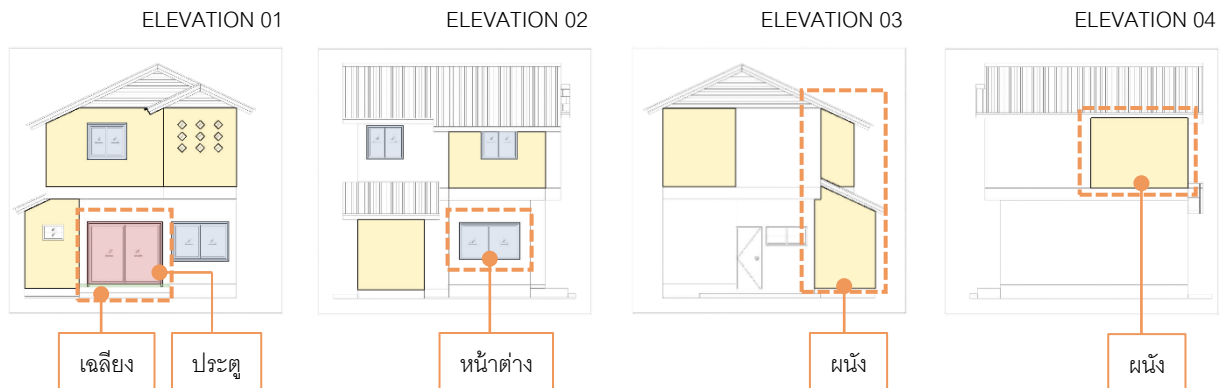 ELEVATION 01
ELEVATION 02
ELEVATION 03
ELEVATION 04
เฉลียง
ประตู
หน้าต่าง
ผนัง
ผนัง